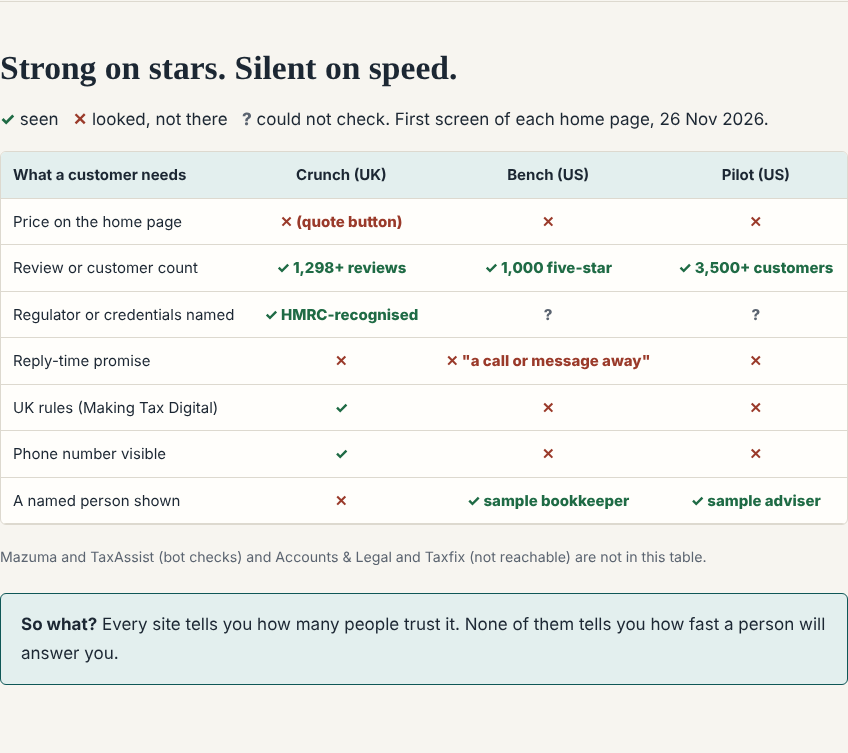 Strong on stars. Silent on speed.
✓ seen ✕ looked, not there ? could not check. First screen of each home page, 26 Nov 2026.
What a customer needs Crunch (UK) Bench (US) Pilot (US)
Price on the home page ✕ (quote button) ✕ ✕
Review or customer count ✓ 1,298+ reviews ✓ 1,000 five-star ✓ 3,500+ customers
Regulator or credentials named ✓ HMRC-recognised ? ?
Reply-time promise ✕ ✕ "a call or message away" ✕
UK rules (Making Tax Digital) ✓ ✕ ✕
Phone number visible ✓ ✕ ✕
A named person shown ✕ ✓ sample bookkeeper ✓ sample adviser
Mazuma and TaxAssist (bot checks) and Accounts & Legal and Taxfix (not reachable) are not in this table.
So what? Every site tells you how many people trust it. None of them tells you how fast a person will
answer you.